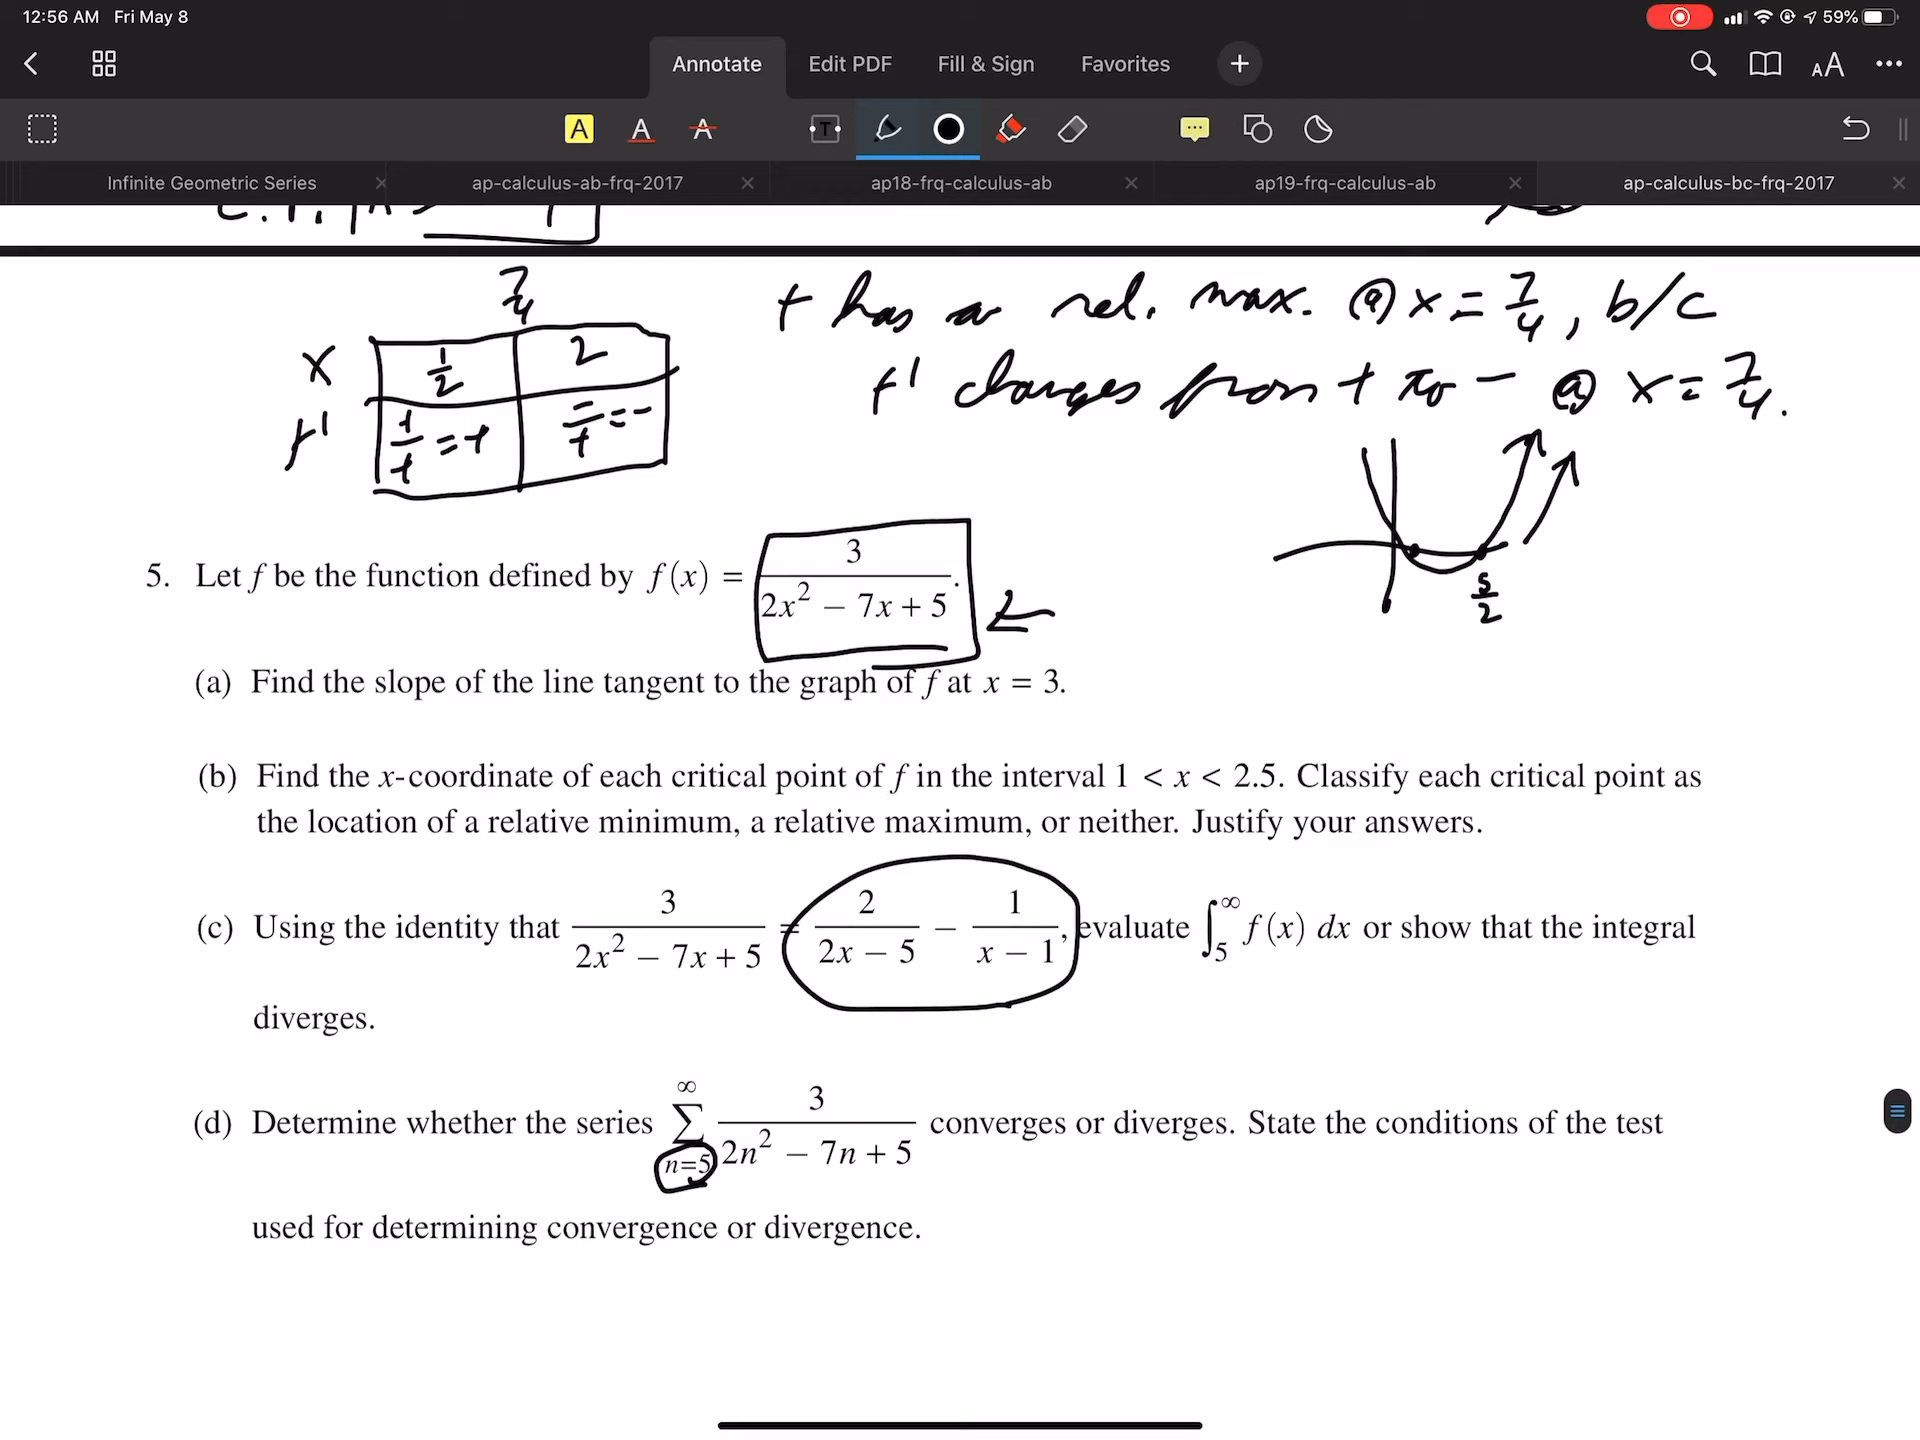 12:56 AM Fri May 8
59%
Annotate Edit PDF Fill & Sign Favorites +
A A A T AA
Infinite Geometric Series × ap-calculus-ab-frq-2017 × ap18-frq-calculus-ab × ap19-frq-calculus-ab × ap-calculus-bc-frq-2017 ×
7/4
x 1/2 2
f' +/+ = + -/+ = -
f has a rel. max. @ x = 7/4, b/c
f' changes from + to - @ x = 7/4.
5/2
5. Let f be the function defined by f(x) = 3/(2x² − 7x + 5).
(a) Find the slope of the line tangent to the graph of f at x = 3.
(b) Find the x-coordinate of each critical point of f in the interval 1 < x < 2.5. Classify each critical point as
the location of a relative minimum, a relative maximum, or neither. Justify your answers.
(c) Using the identity that 3/(2x² − 7x + 5) = 2/(2x − 5) − 1/(x − 1), evaluate ∫₅^∞ f(x) dx or show that the integral
diverges.
(d) Determine whether the series ∑_{n=5}^∞ 3/(2n² − 7n + 5) converges or diverges. State the conditions of the test
used for determining convergence or divergence.